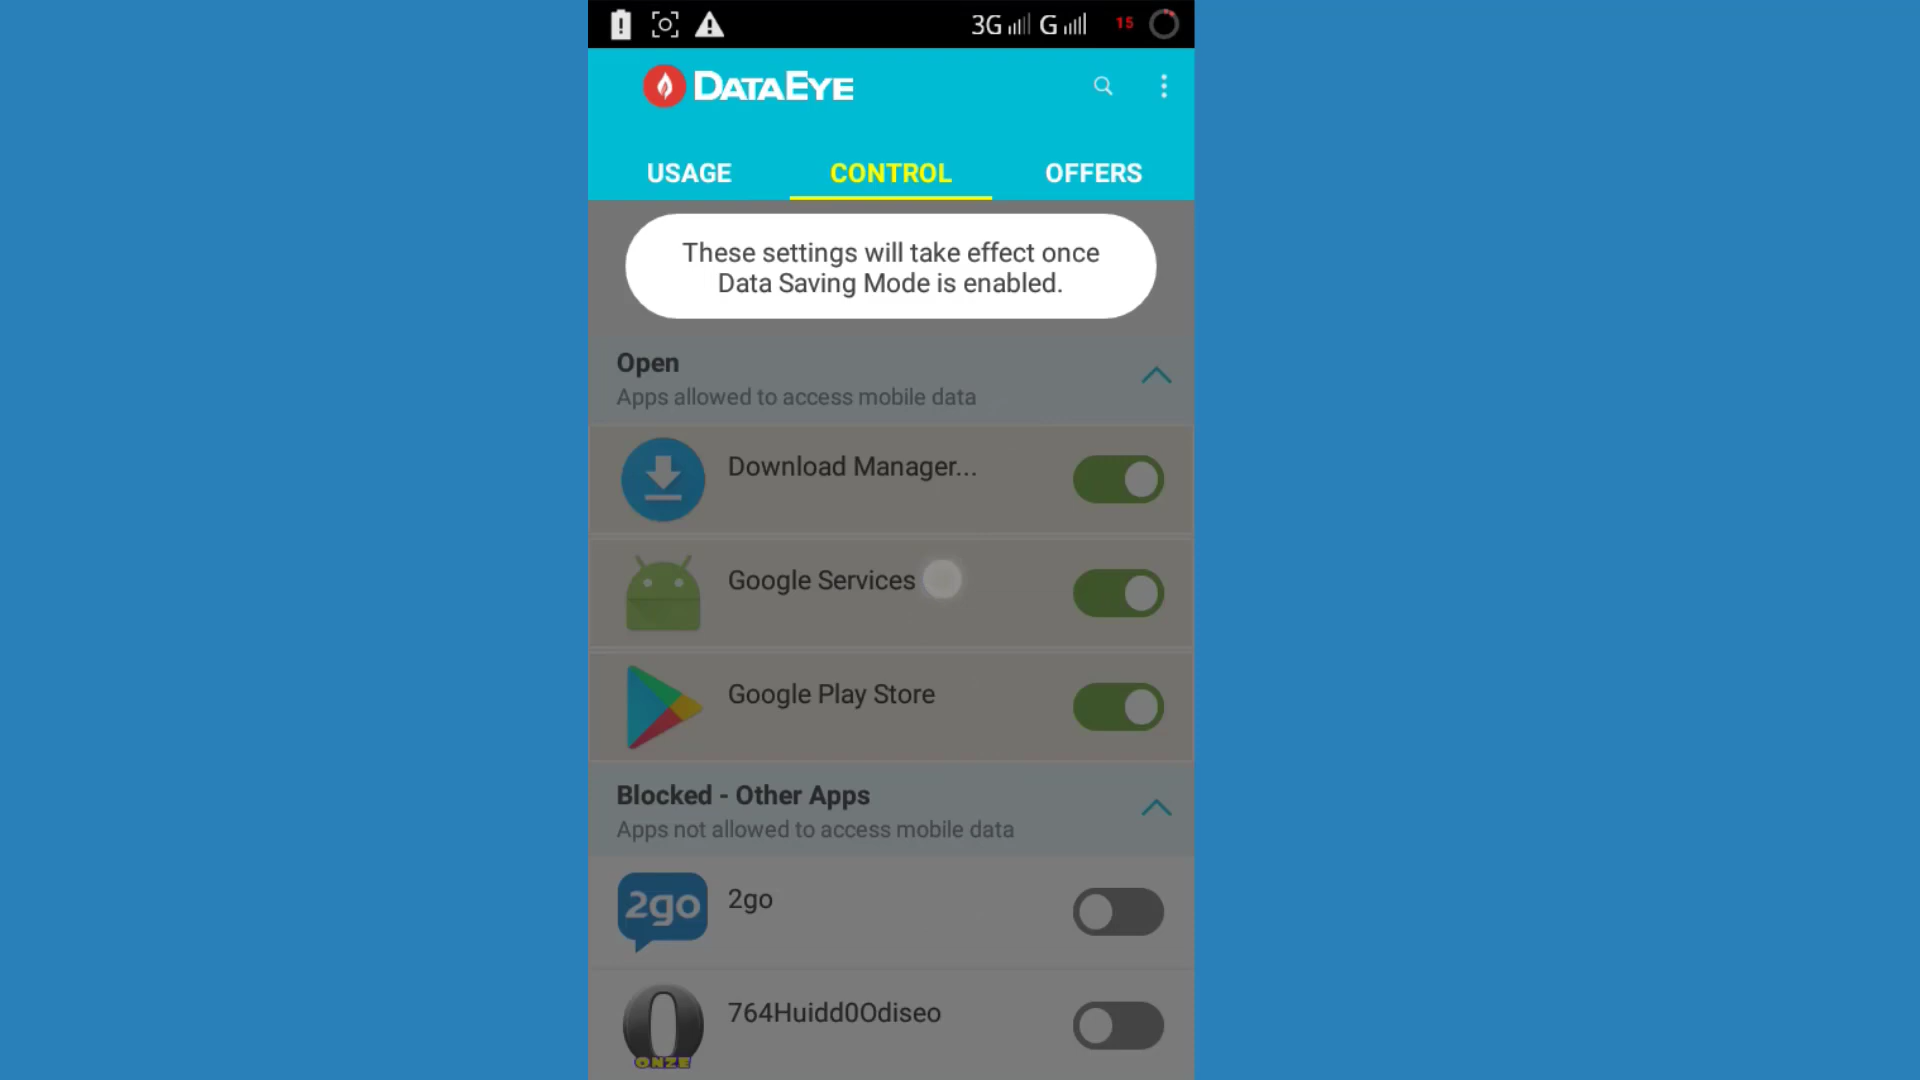 3G G 15
DATAEYE
USAGE CONTROL OFFERS
These settings will take effect once
Data Saving Mode is enabled.
Open
Apps allowed to access mobile data
Download Manager...
Google Services
Google Play Store
Blocked - Other Apps
Apps not allowed to access mobile data
2go 2go
764Huidd0Odiseo
0
ONZE